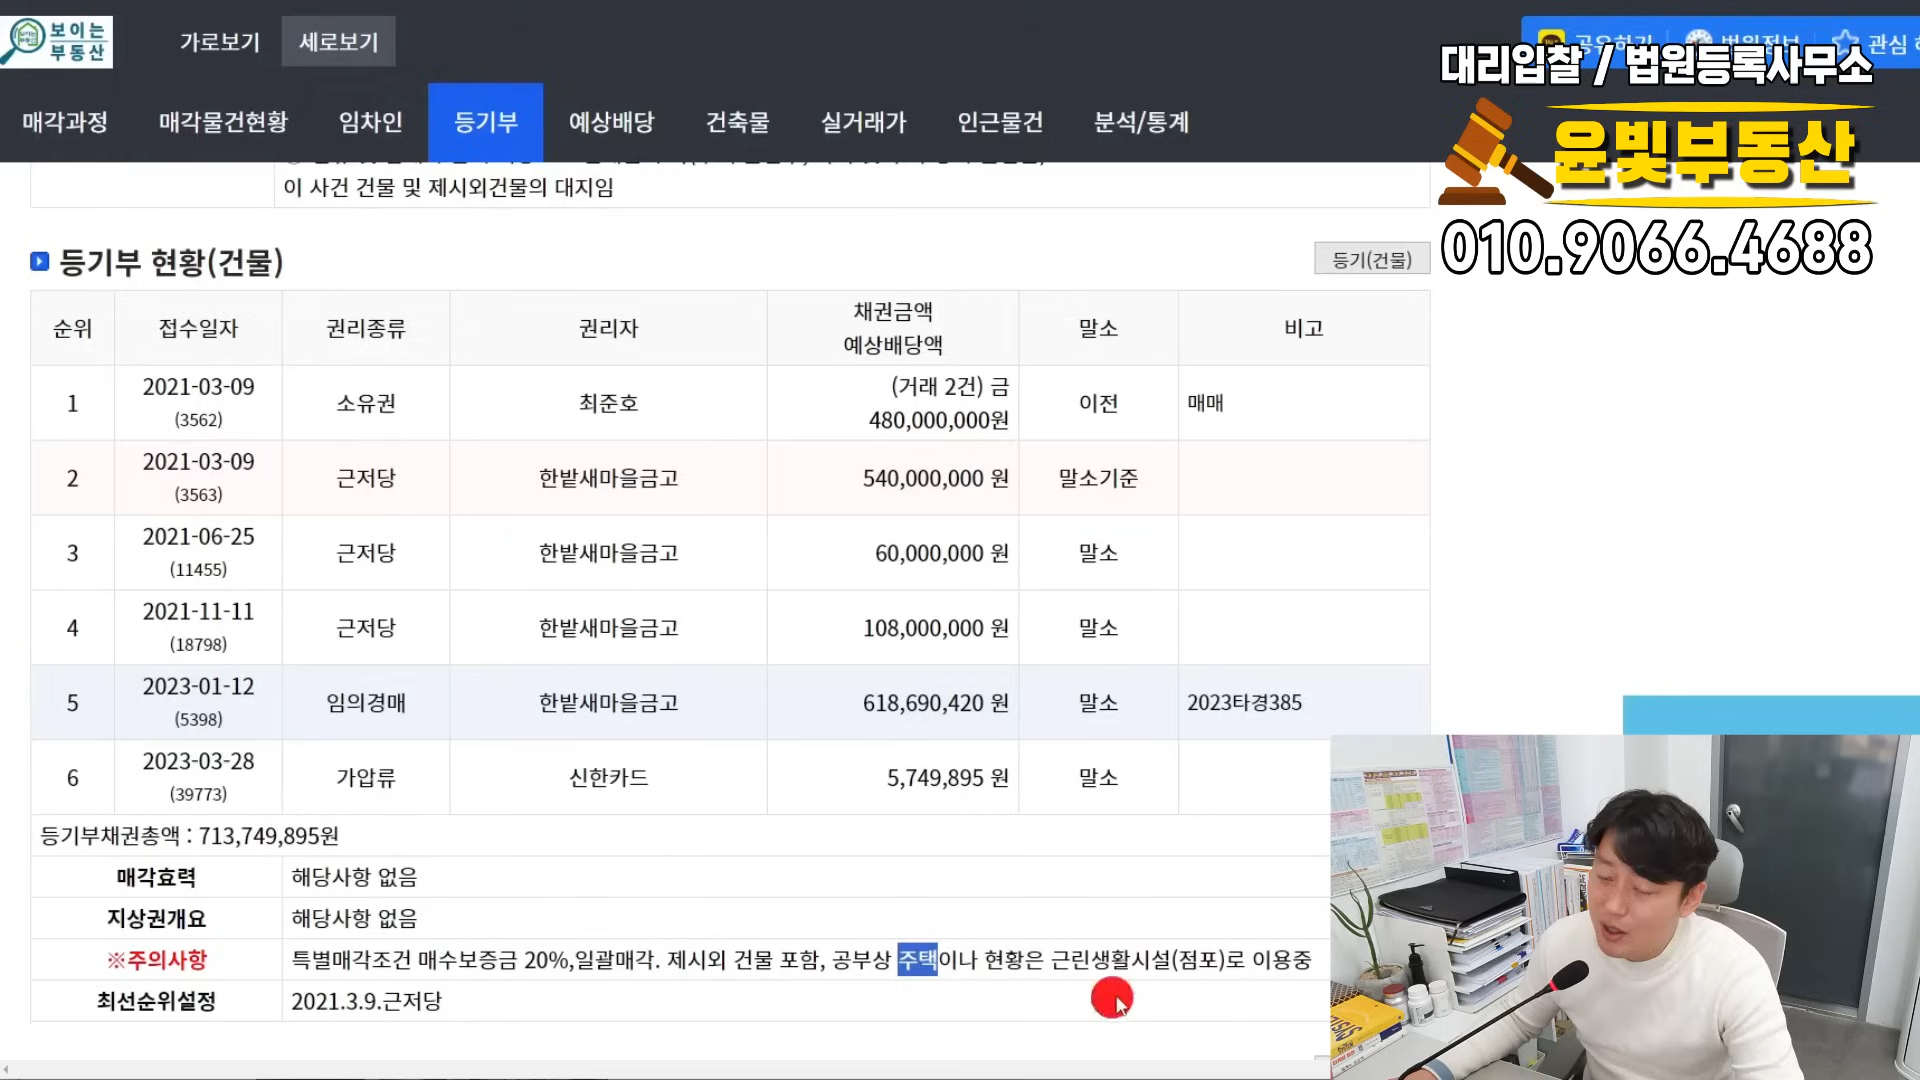 보이는
부동산
가로보기
세로보기
공유하기
법원정보
관심
대리입찰 / 법원등록사무소
윤빛부동산
010.9066.4688
매각과정
매각물건현황
임차인
등기부
예상배당
건축물
실거래가
인근물건
분석/통계
이 사건 건물 및 제시외건물의 대지임
등기부 현황(건물)
등기(건물)
순위 접수일자 권리종류 권리자 채권금액 말소 비고
예상배당액
1 2021-03-09 소유권 최준호 (거래 2건) 금 이전 매매
(3562) 480,000,000원
2 2021-03-09 근저당 한밭새마을금고 540,000,000 원 말소기준
(3563)
3 2021-06-25 근저당 한밭새마을금고 60,000,000 원 말소
(11455)
4 2021-11-11 근저당 한밭새마을금고 108,000,000 원 말소
(18798)
5 2023-01-12 임의경매 한밭새마을금고 618,690,420 원 말소 2023타경385
(5398)
6 2023-03-28 가압류 신한카드 5,749,895 원 말소
(39773)
등기부채권총액 : 713,749,895원
매각효력 해당사항 없음
지상권개요 해당사항 없음
※주의사항 특별매각조건 매수보증금 20%,일괄매각. 제시외 건물 포함, 공부상 주택이나 현황은 근린생활시설(점포)로 이용중
최선순위설정 2021.3.9.근저당